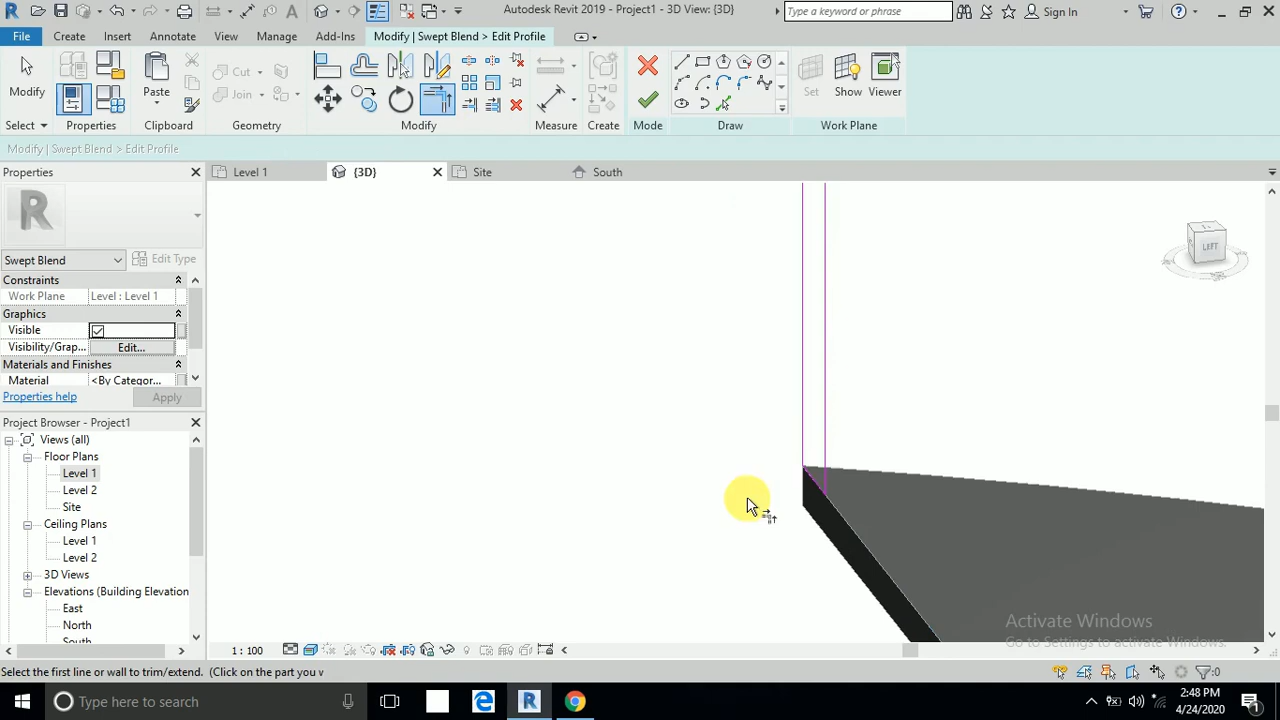 Autodesk Revit 2019 - Project1 - 3D View: {3D}
Type a keyword or phrase
Sign In
File
Create
Insert
Annotate
View
Manage
Add-Ins
Modify | Swept Blend > Edit Profile
Modify
Paste
Cut
Join
Set
Show
Viewer
Select
Properties
Clipboard
Geometry
Modify
Measure
Create
Mode
Draw
Work Plane
Modify | Swept Blend > Edit Profile
Properties
Level 1
{3D}
Site
South
R
Swept Blend
Edit Type
Constraints
Work Plane
Level : Level 1
Graphics
Visible
Visibility/Grap...
Edit...
Materials and Finishes
Material
<By Categor...
Properties help
Apply
Project Browser - Project1
Views (all)
Floor Plans
Level 1
Level 2
Site
Ceiling Plans
Level 1
Level 2
3D Views
Elevations (Building Elevation
East
North
South
LEFT
Activate Windows
Go to Settings to activate Windows.
1 : 100
Select the first line or wall to trim/extend. (Click on the part you v
:0
Type here to search
2:48 PM
4/24/2020